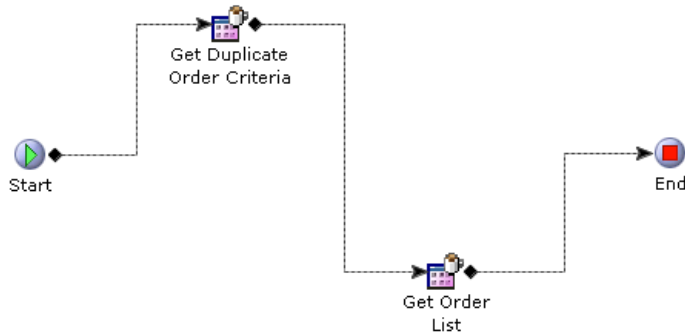 Get Duplicate
Order Criteria
Start
End
Get Order
List